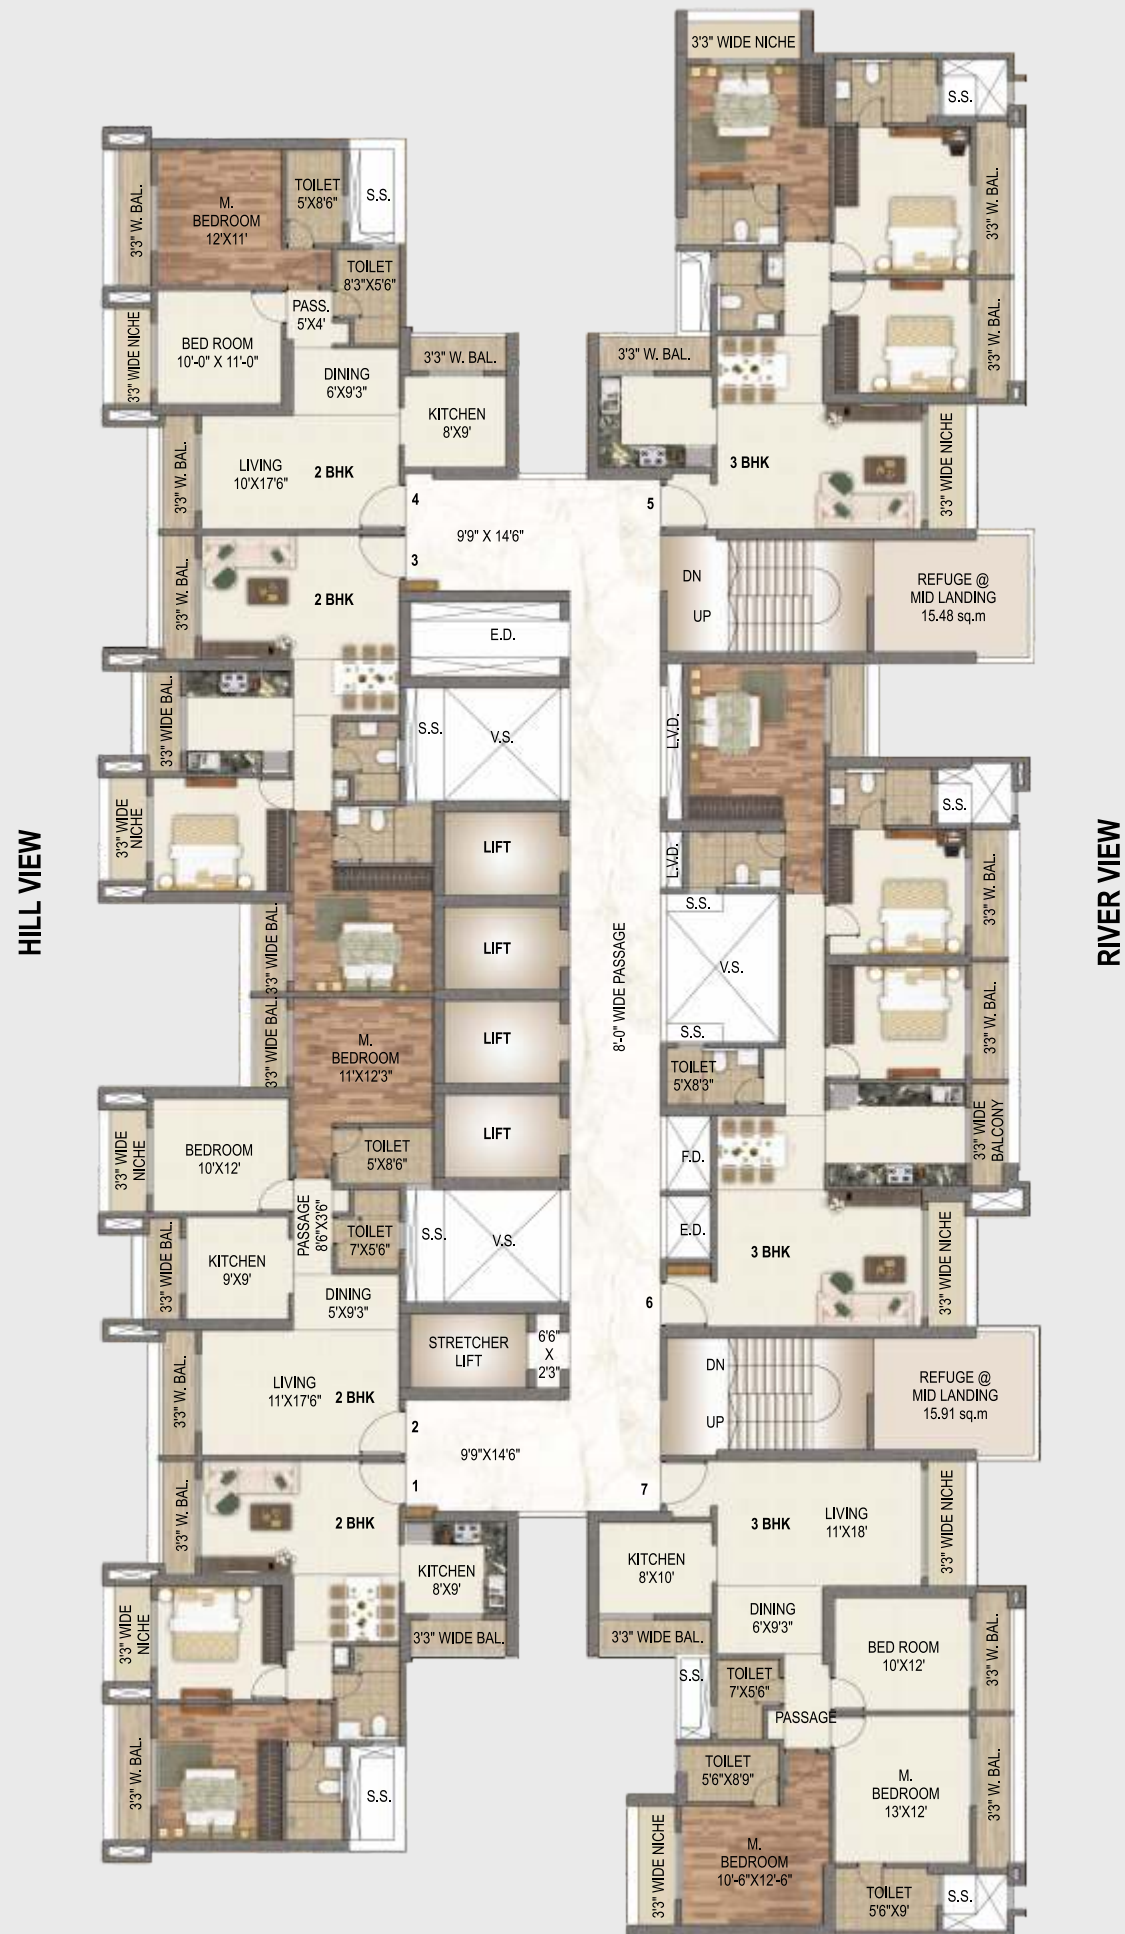 3'3" WIDE NICHE
S.S.
3'3" W. BAL.
3'3" W. BAL.
3'3" W. BAL.
3'3" WIDE NICHE
3 BHK
5
3'3" W. BAL.
M.
BEDROOM
12'X11'
TOILET
5'X8'6"
S.S.
TOILET
8'3"X5'6"
PASS.
5'X4'
3'3" WIDE NICHE
BED ROOM
10'-0" X 11'-0"
DINING
6'X9'3"
3'3" W. BAL.
KITCHEN
8'X9'
3'3" W. BAL.
LIVING
10'X17'6"
2 BHK
4
9'9" X 14'6"
3
3'3" W. BAL.
2 BHK
DN
UP
REFUGE @
MID LANDING
15.48 sq.m
E.D.
3'3" WIDE BAL.
S.S.
V.S.
L.V.D.
3'3" WIDE
NICHE
LIFT
L.V.D.
S.S.
3'3" W. BAL.
HILL VIEW
RIVER VIEW
3'3" WIDE BAL.
LIFT
8'-0" WIDE PASSAGE
S.S.
V.S.
S.S.
3'3" W. BAL.
3'3" WIDE BAL.
M.
BEDROOM
11'X12'3"
LIFT
TOILET
5'X8'3"
3'3" WIDE
BALCONY
3'3" WIDE
NICHE
BEDROOM
10'X12'
TOILET
5'X8'6"
LIFT
F.D.
PASSAGE
8'6"X3'6"
TOILET
7'X5'6"
S.S.
V.S.
E.D.
3'3" WIDE BAL.
KITCHEN
9'X9'
DINING
5'X9'3"
3 BHK
3'3" WIDE NICHE
6
STRETCHER
LIFT
6'6"
X
2'3"
3'3" W. BAL.
LIVING
11'X17'6"
2 BHK
2
DN
UP
REFUGE @
MID LANDING
15.91 sq.m
9'9"X14'6"
1
7
3'3" W. BAL.
2 BHK
3 BHK
LIVING
11'X18'
3'3" WIDE NICHE
KITCHEN
8'X9'
KITCHEN
8'X10'
3'3" WIDE
NICHE
3'3" WIDE BAL.
3'3" WIDE BAL.
DINING
6'X9'3"
BED ROOM
10'X12'
3'3" W. BAL.
S.S.
TOILET
7'X5'6"
PASSAGE
3'3" W. BAL.
S.S.
TOILET
5'6"X8'9"
M.
BEDROOM
13'X12'
3'3" W. BAL.
3'3" WIDE NICHE
M.
BEDROOM
10'-6"X12'-6"
TOILET
5'6"X9'
S.S.